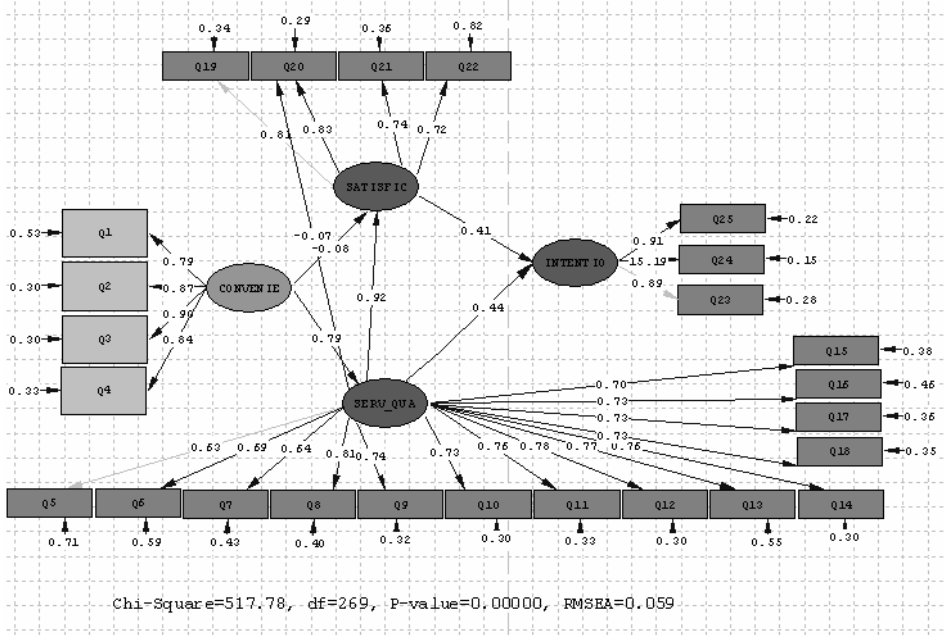 0.34 0.29 0.35 0.82
Q19 Q20 Q21 Q22
0.81 0.83 0.74 0.72
SATISFIC
0.53 Q1 -0.07 0.41 Q25 0.22
0.79 -0.08 0.91
0.30 Q2 0.87 CONVENIE INTENTIO 15.19 Q24 0.15
0.90 0.92 0.89 Q23 0.28
0.30 Q3 0.84 0.79 0.44
0.33 Q4
SERV_QUA
0.70 Q15 0.38
0.73 Q16 0.46
0.73 Q17 0.36
0.73 Q18 0.35
0.63 0.69 0.64 0.81 0.74 0.73 0.76 0.78 0.77 0.76
Q5 Q6 Q7 Q8 Q9 Q10 Q11 Q12 Q13 Q14
0.71 0.59 0.43 0.40 0.32 0.30 0.33 0.30 0.55 0.30
Chi-Square=517.78, df=269, P-value=0.00000, RMSEA=0.059